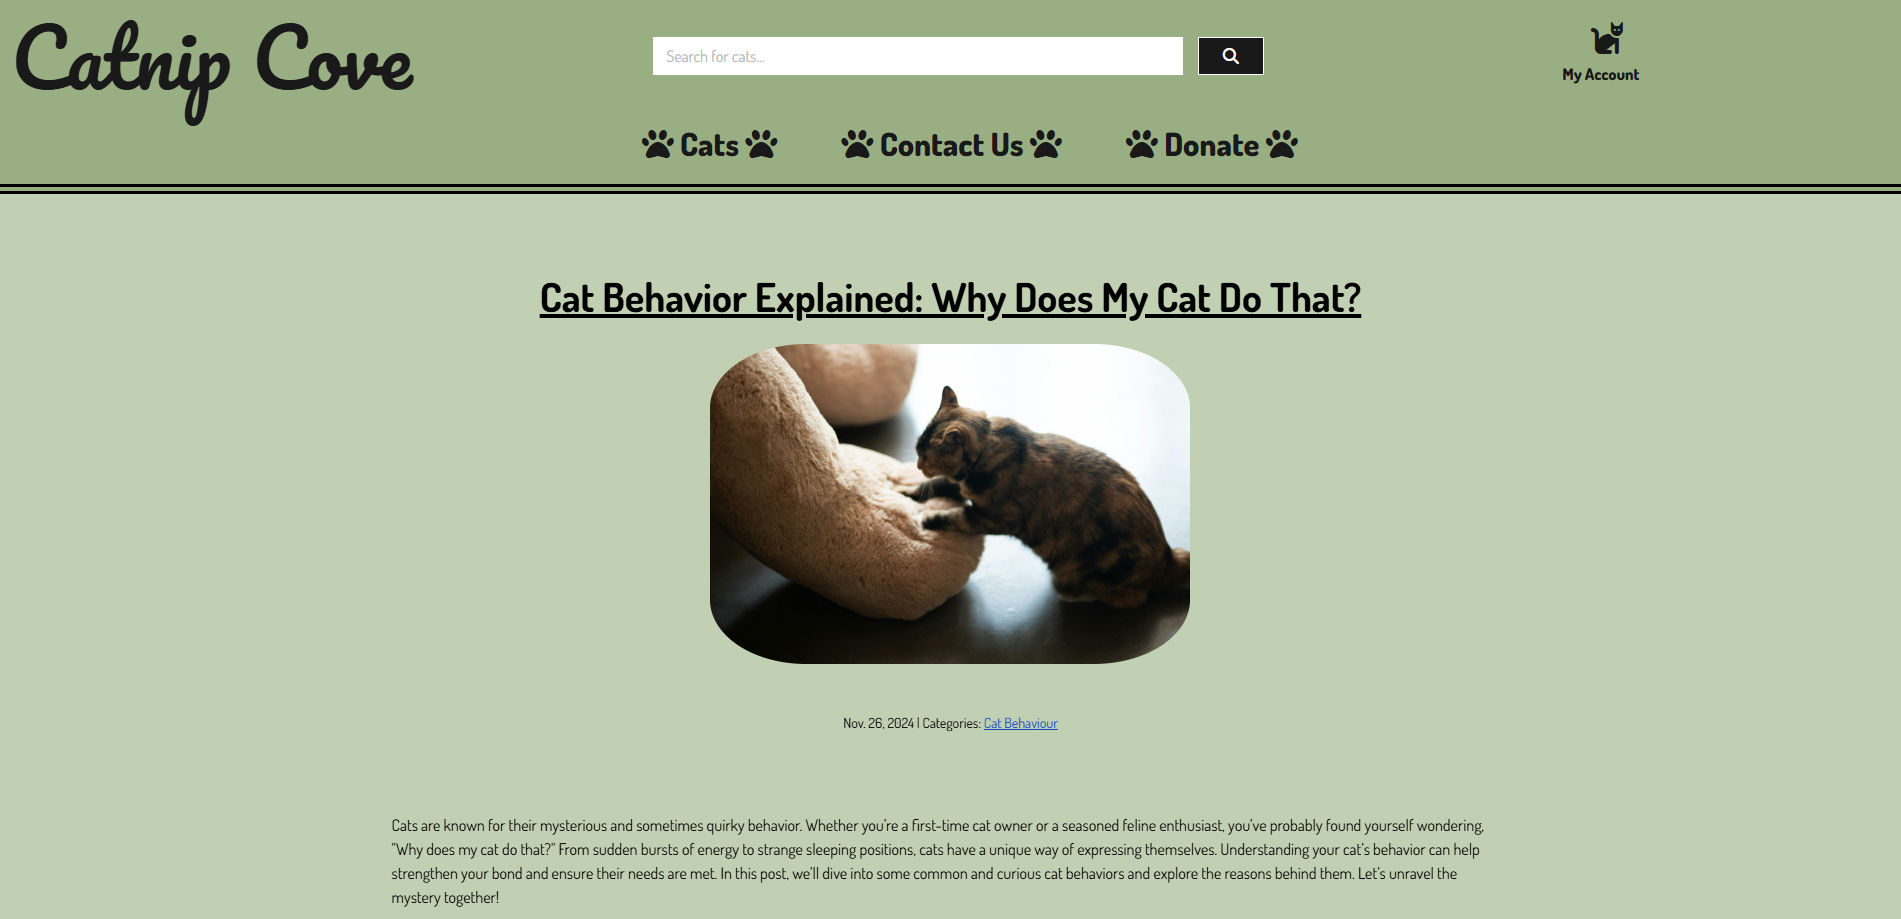 Catnip Cove
Search for cats...
My Account
Cats
Contact Us
Donate
Cat Behavior Explained: Why Does My Cat Do That?
Nov. 26, 2024 | Categories: Cat Behaviour
Cats are known for their mysterious and sometimes quirky behavior. Whether you're a first-time cat owner or a seasoned feline enthusiast, you've probably found yourself wondering,
"Why does my cat do that?" From sudden bursts of energy to strange sleeping positions, cats have a unique way of expressing themselves. Understanding your cat's behavior can help
strengthen your bond and ensure their needs are met. In this post, we'll dive into some common and curious cat behaviors and explore the reasons behind them. Let's unravel the
mystery together!